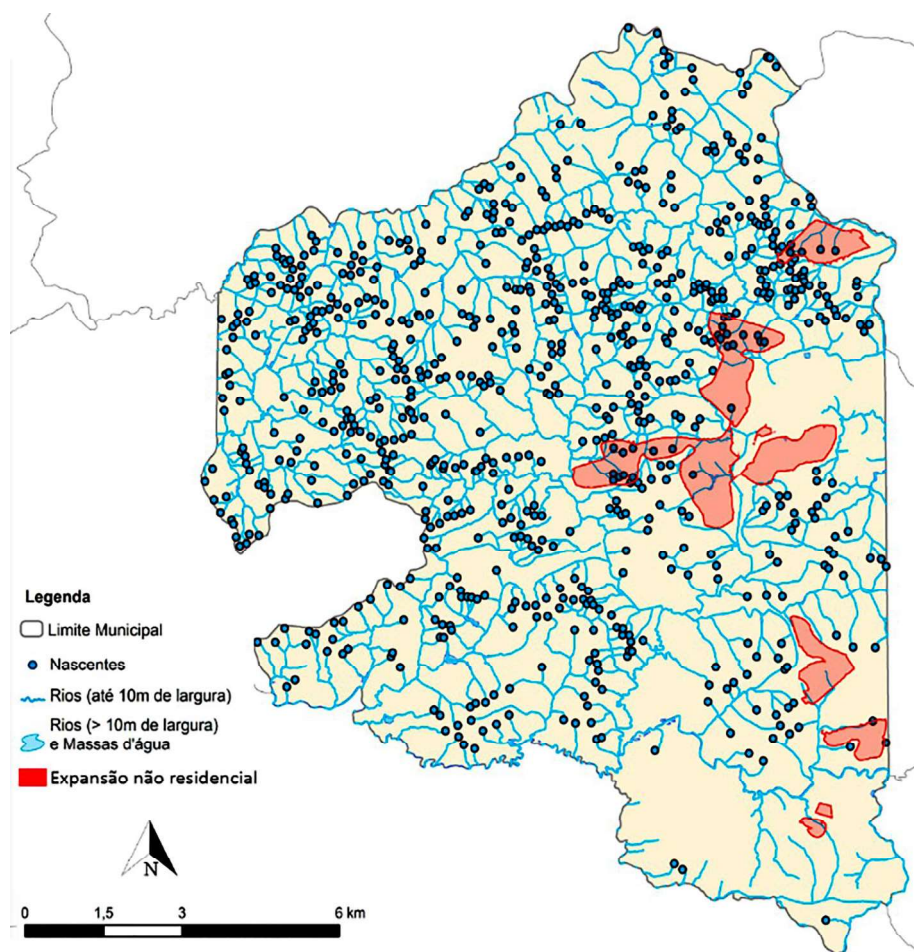 Legenda
Limite Municipal
Nascentes
Rios (até 10m de largura)
Rios (> 10m de largura)
e Massas d'água
Expansão não residencial
N
0 1,5 3 6 km